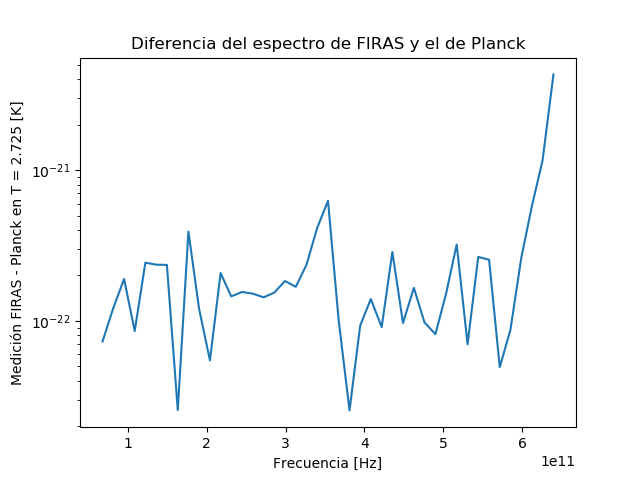 Diferencia del espectro de FIRAS y el de Planck
Medición FIRAS - Planck en T = 2.725 [K]
10⁻²¹
10⁻²²
1 2 3 4 5 6
1e11
Frecuencia [Hz]